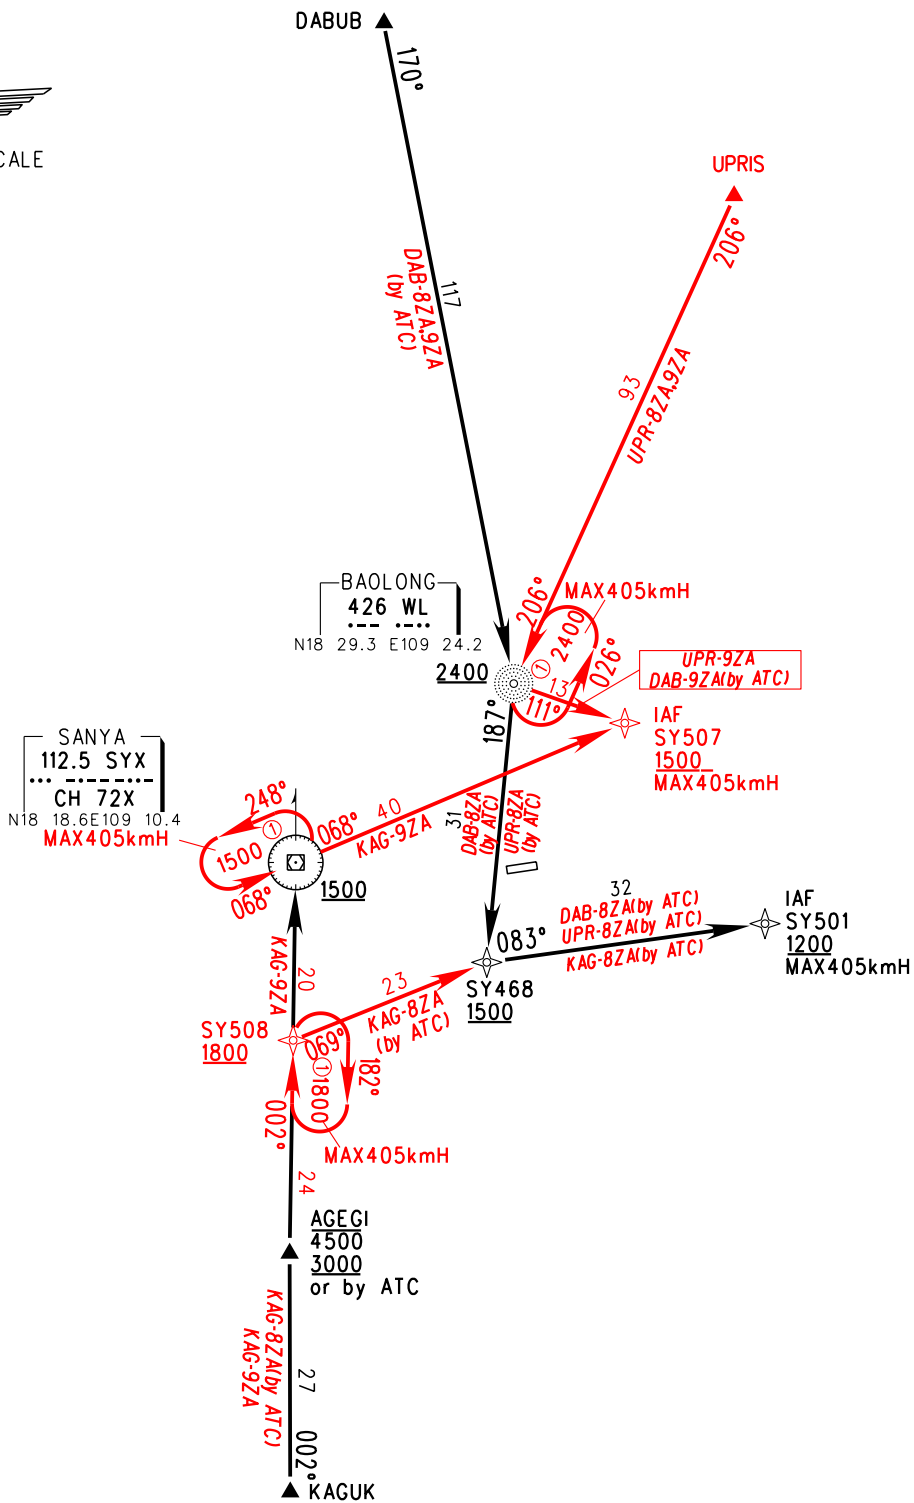 DABUB
170°
CALE
UPRIS
206°
DAB-8ZA,9ZA
(by ATC)
117
93
UPR-8ZA,9ZA
BAOLONG
426 WL
·−− ·−··
N18 29.3 E109 24.2
2400
206°
MAX405kmH
① 2400
026°
UPR-9ZA
DAB-9ZA(by ATC)
13
111°
187°
IAF
SY507
1500
MAX405kmH
SANYA
112.5 SYX
··· −·−− −··−
CH 72X
N18 18.6E109 10.4
MAX405kmH
248°
1500 ①
068°
068°
40
KAG-9ZA
1500
31
DAB-8ZA
(by ATC)
UPR-8ZA
(by ATC)
32
DAB-8ZA(by ATC)
UPR-8ZA(by ATC)
KAG-8ZA(by ATC)
083°
IAF
SY501
1200
MAX405kmH
SY468
1500
KAG-9ZA
20
23
KAG-8ZA
(by ATC)
SY508
1800
069°
①1800
182°
002°
MAX405kmH
24
AGEGI
4500
3000
or by ATC
KAG-8ZA(by ATC)
KAG-9ZA
27
002°
KAGUK